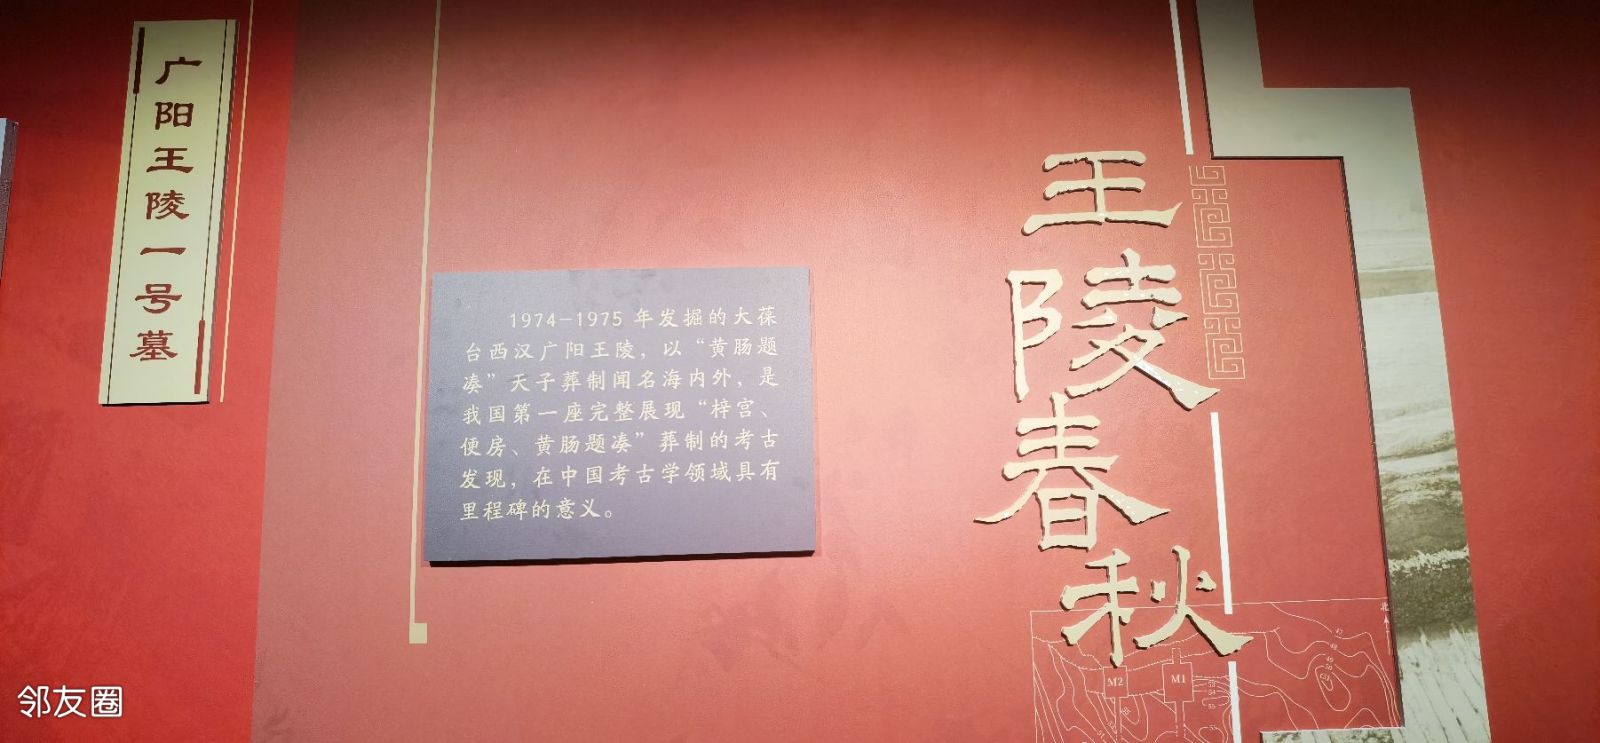 广阳王陵一号墓
1974-1975 年发掘的大葆
台西汉广阳王陵，以“黄肠题
凑”天子葬制闻名海内外，是
我国第一座完整展现“梓宫、
便房、黄肠题凑”葬制的考古
发现，在中国考古学领域具有
里程碑的意义。
王陵春秋
北
M2
M1
邻友圈